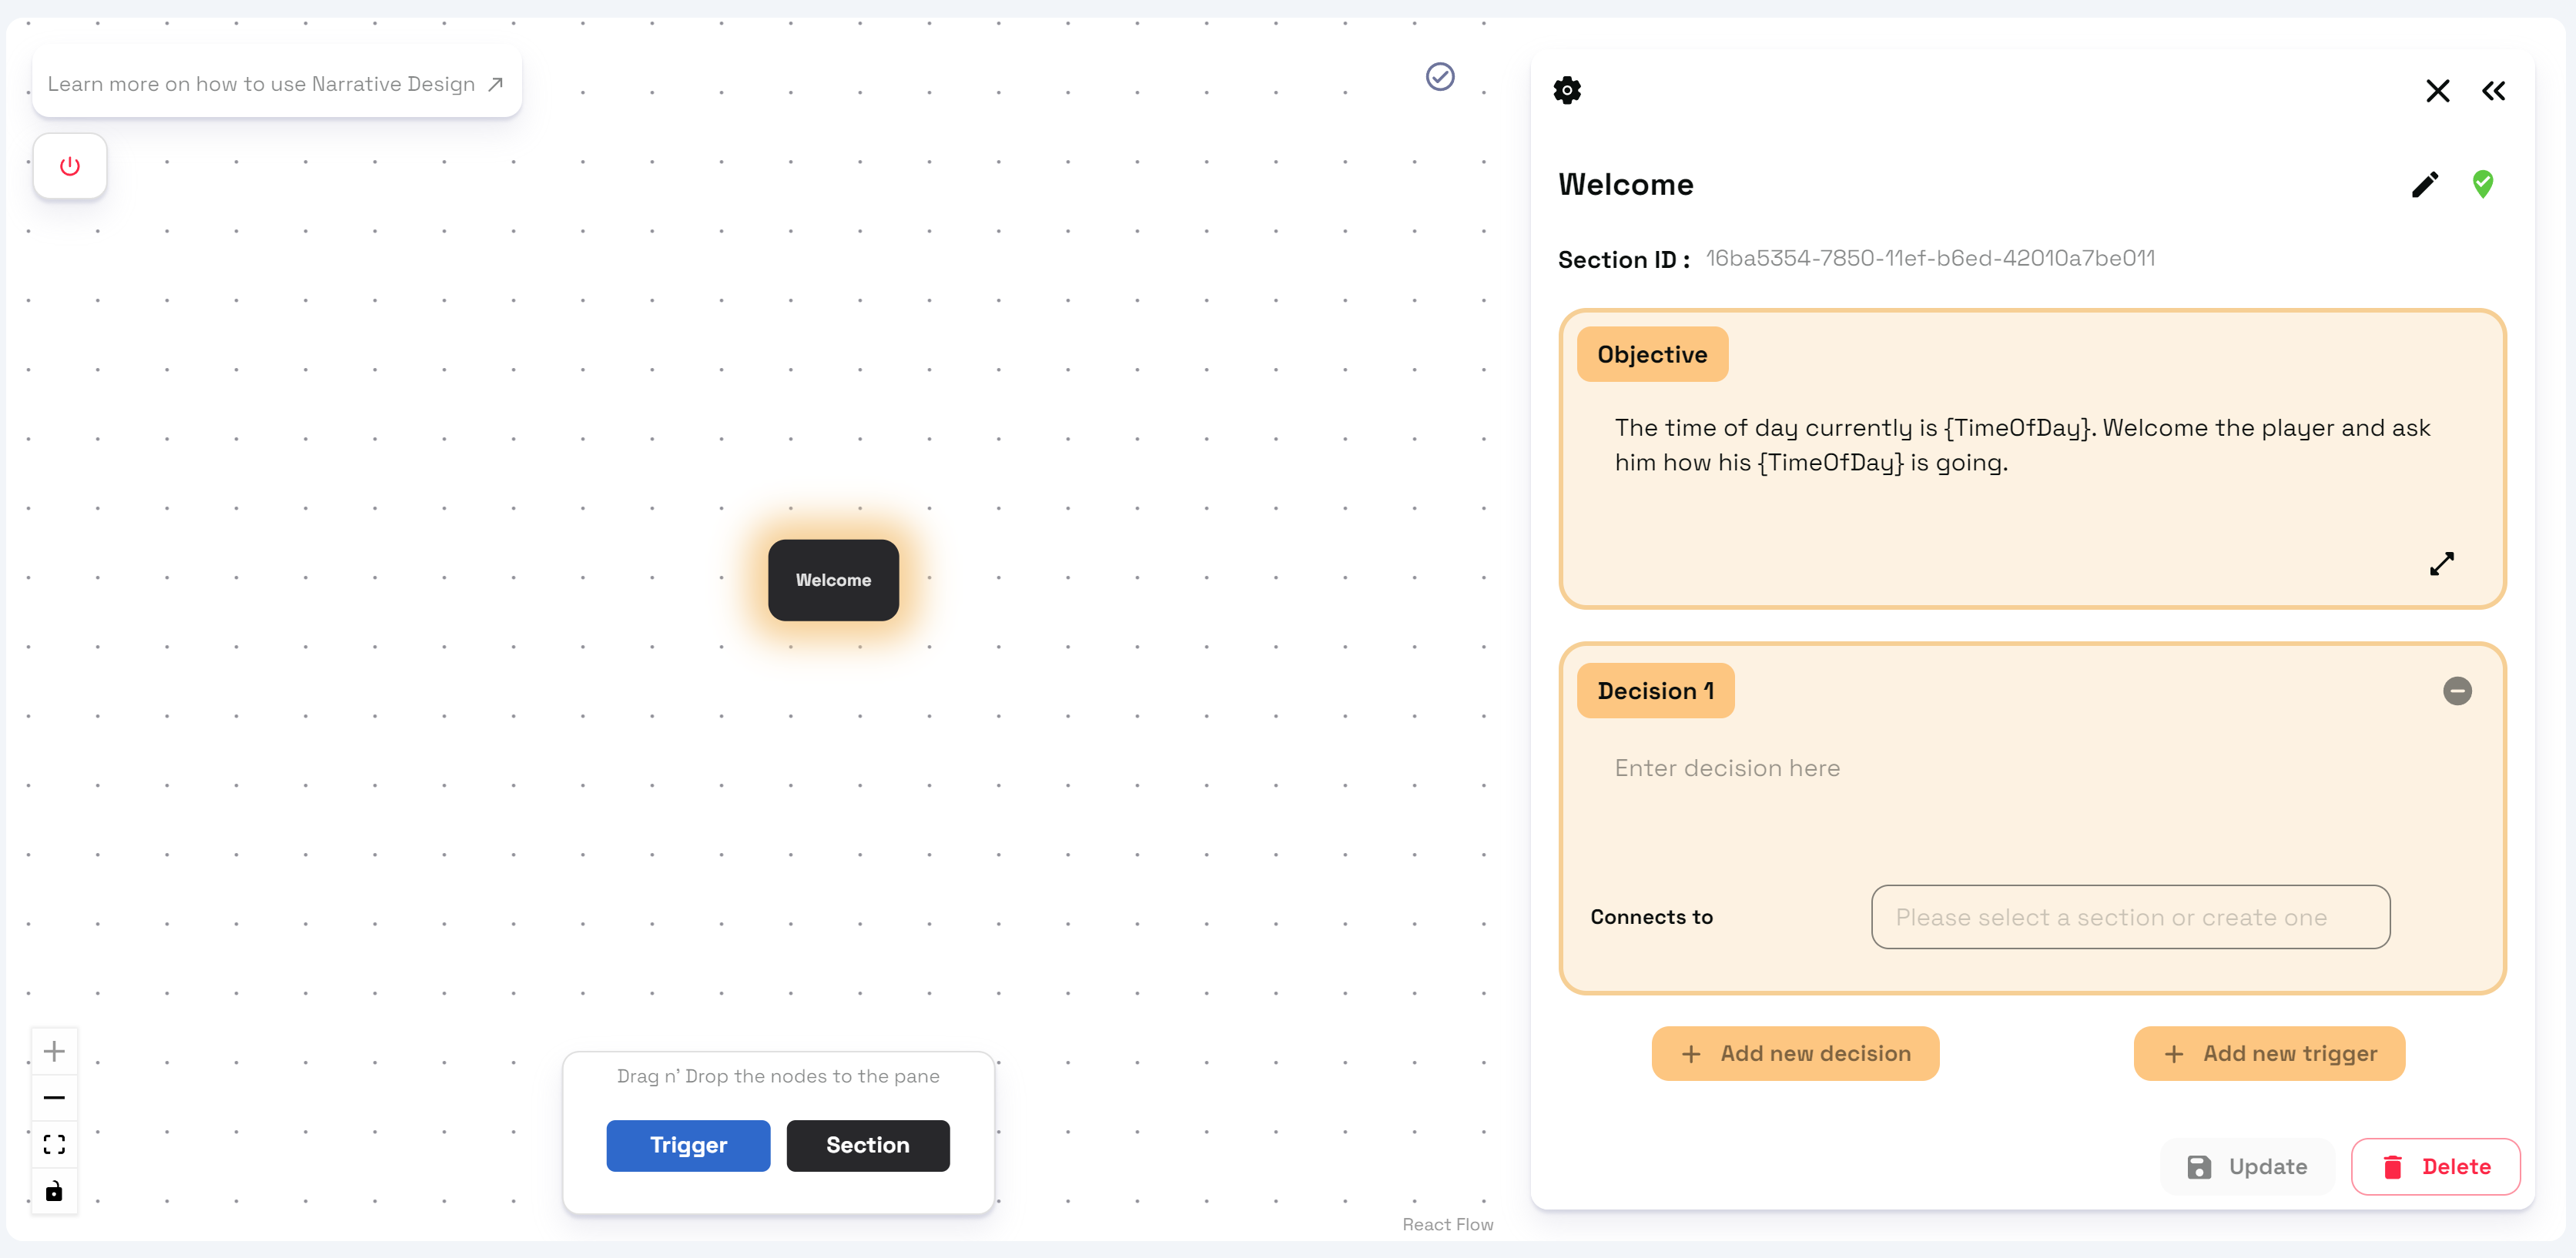 Learn more on how to use Narrative Design
Welcome
Drag n' Drop the nodes to the pane
Trigger
Section
React Flow
Welcome
Section ID : 16ba5354-7850-11ef-b6ed-42010a7be011
Objective
The time of day currently is {TimeOfDay}. Welcome the player and ask
him how his {TimeOfDay} is going.
Decision 1
Enter decision here
Connects to
Please select a section or create one
Add new decision
Add new trigger
Update
Delete